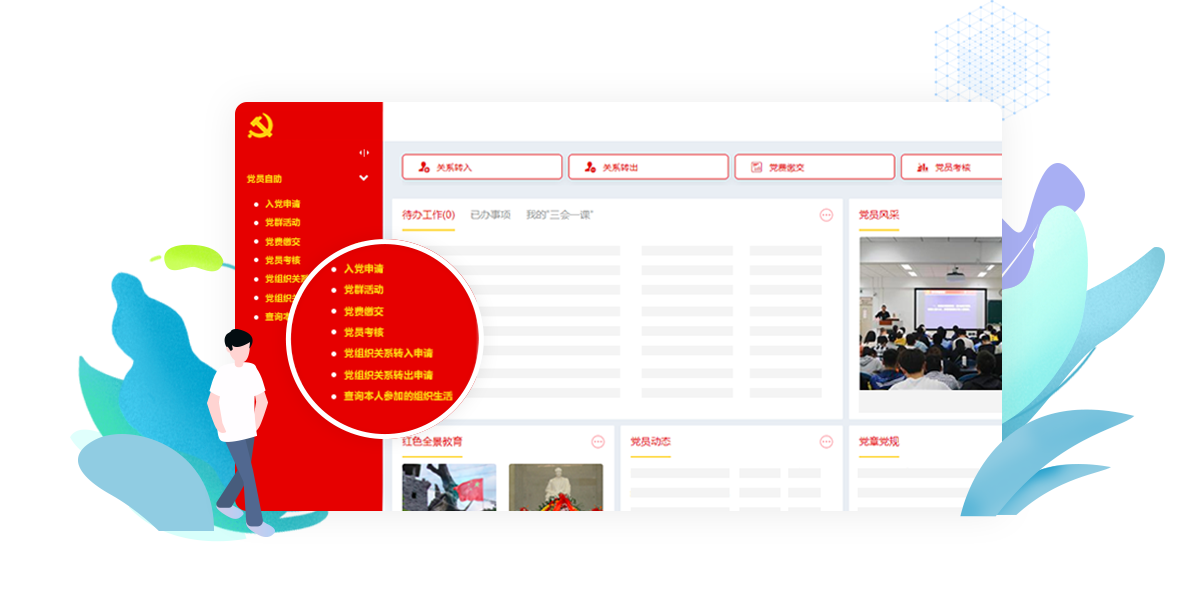 党员自助
入党申请
党群活动
党费缴交
党员考核
党组织关系
党组织关
查询本
入党申请
党群活动
党费缴交
党员考核
党组织关系转入申请
党组织关系转出申请
查询本人参加的组织生活
关系转入
关系转出
党费缴交
党员考核
待办工作(0)
已办事项
我的"三会一课"
党员风采
红色全景教育
党员动态
党章党规